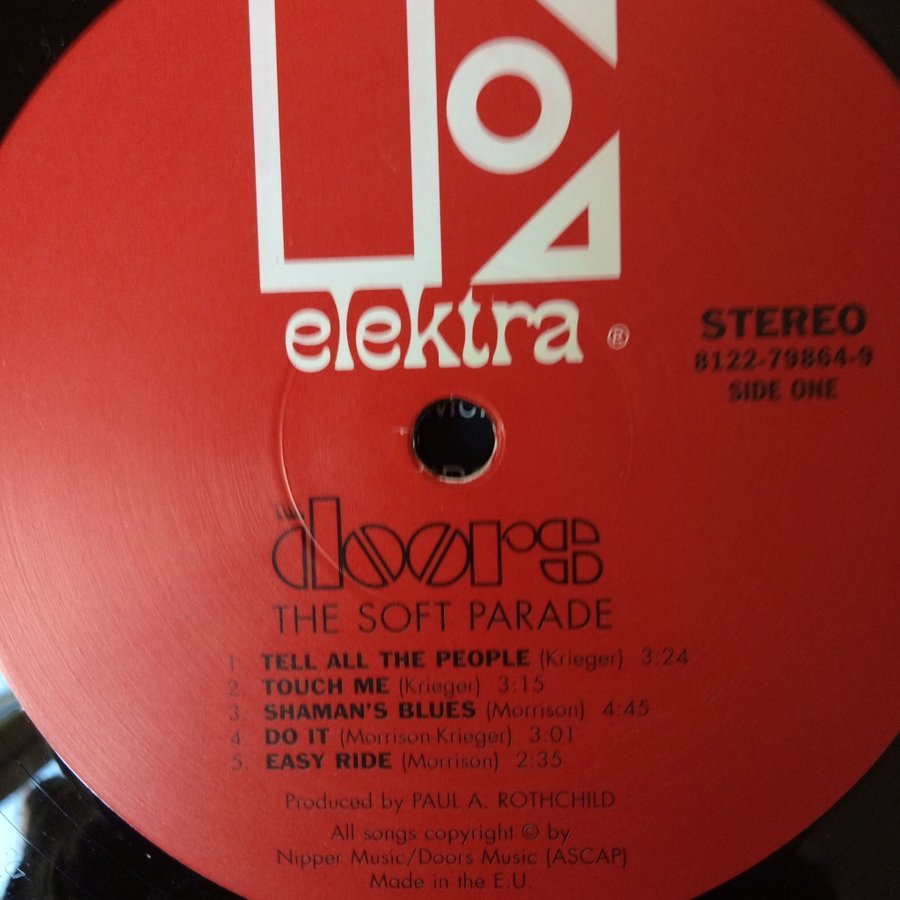 elektra ®
STEREO
8122-79864-9
SIDE ONE
THE
doors
THE SOFT PARADE
1. TELL ALL THE PEOPLE (Krieger) 3:24
2. TOUCH ME (Krieger) 3:15
3. SHAMAN'S BLUES (Morrison) 4:45
4. DO IT (Morrison-Krieger) 3:01
5. EASY RIDE (Morrison) 2:35
Produced by PAUL A. ROTHCHILD
All songs copyright © by
Nipper Music/Doors Music (ASCAP)
Made in the E.U.